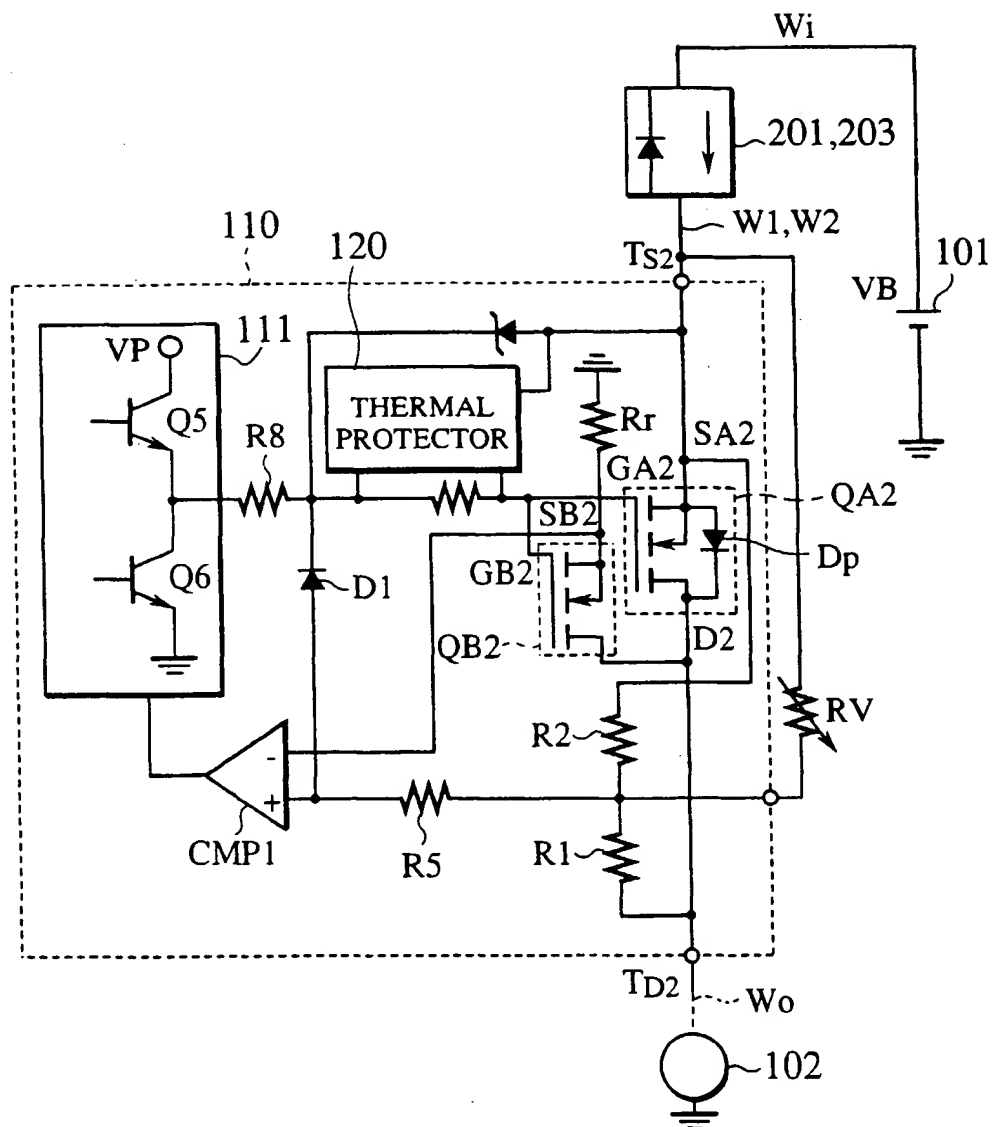 Wi
201,203
W1,W2
110
120
TS2
101
VB
111
VP
Q5
THERMAL
PROTECTOR
Rr
R8
SA2
GA2
QA2
SB2
Dp
Q6
D1
GB2
QB2
D2
R2
RV
-
+
CMP1
R5
R1
TD2
Wo
102